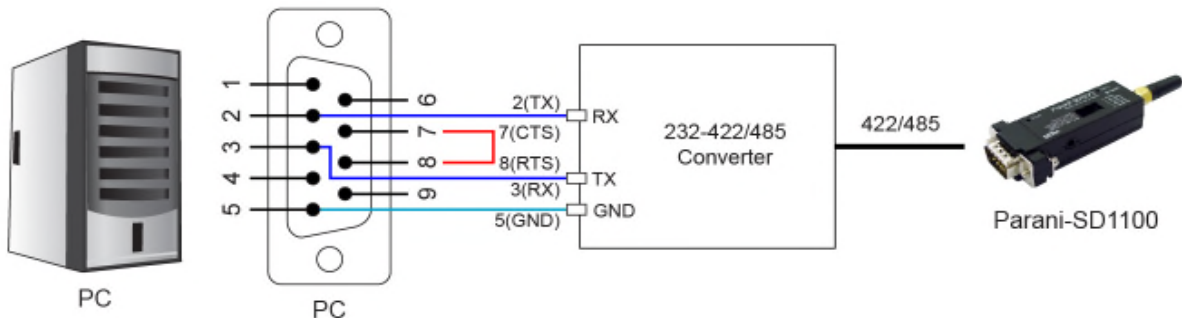 PC
1
2
3
4
5
6
7
8
9
PC
2(TX)
7(CTS)
8(RTS)
3(RX)
5(GND)
RX
TX
GND
232-422/485
Converter
422/485
Parani-SD1100